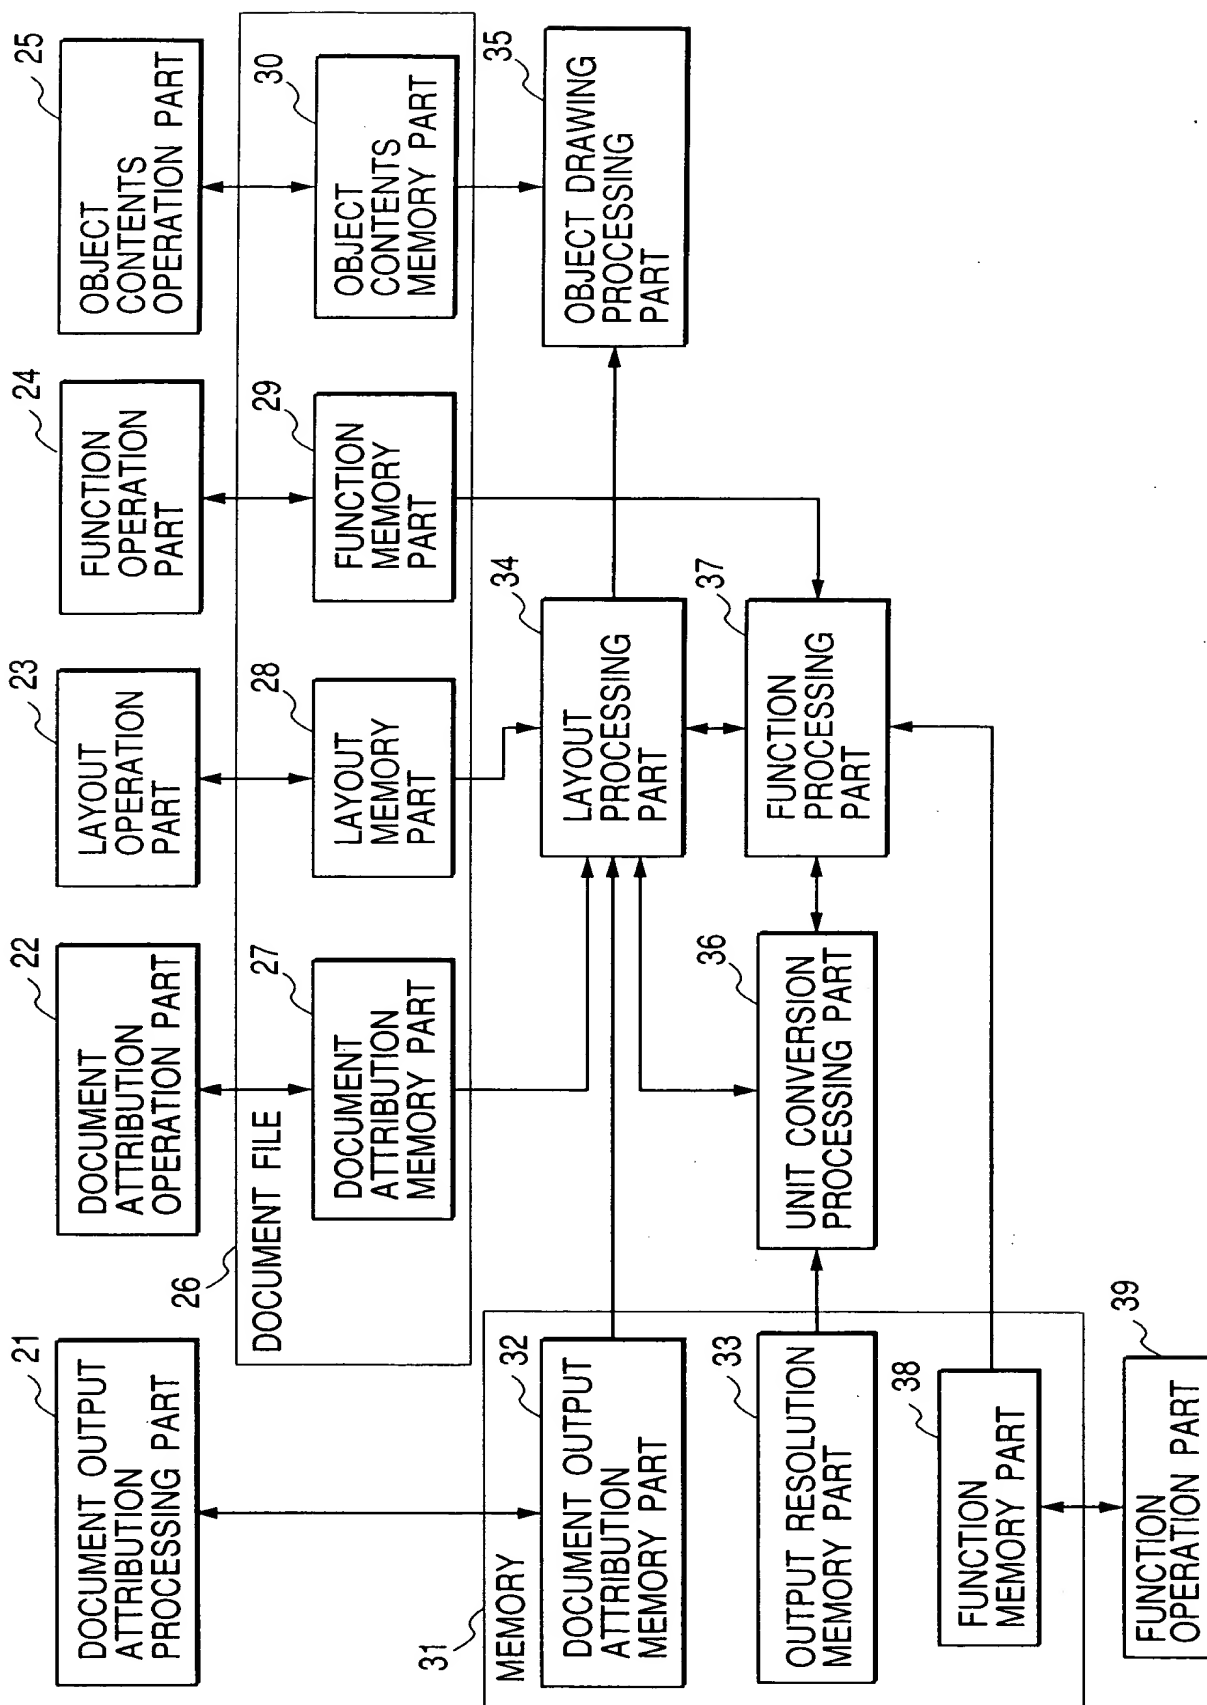 21
DOCUMENT OUTPUT
ATTRIBUTION
PROCESSING PART
22
DOCUMENT
ATTRIBUTION
OPERATION PART
23
LAYOUT
OPERATION
PART
24
FUNCTION
OPERATION
PART
25
OBJECT
CONTENTS
OPERATION PART
26
DOCUMENT FILE
27
DOCUMENT
ATTRIBUTION
MEMORY PART
28
LAYOUT
MEMORY
PART
29
FUNCTION
MEMORY
PART
30
OBJECT
CONTENTS
MEMORY PART
31
MEMORY
32
DOCUMENT OUTPUT
ATTRIBUTION
MEMORY PART
34
LAYOUT
PROCESSING
PART
35
OBJECT DRAWING
PROCESSING
PART
33
OUTPUT RESOLUTION
MEMORY PART
36
UNIT CONVERSION
PROCESSING PART
37
FUNCTION
PROCESSING
PART
38
FUNCTION
MEMORY PART
39
FUNCTION
OPERATION PART